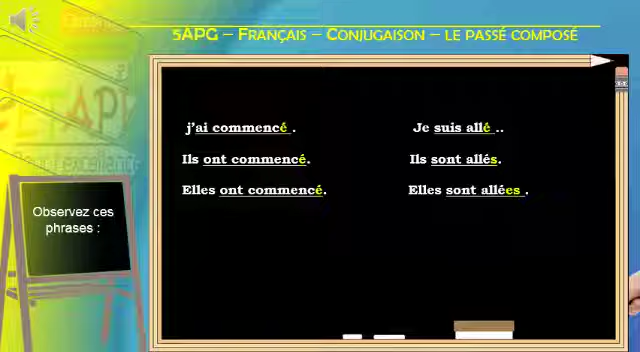 5APG – FRANÇAIS – CONJUGAISON – LE PASSÉ COMPOSÉ
j'ai commencé .
Je suis allé ..
Ils ont commencé.
Ils sont allés.
Elles ont commencé.
Elles sont allées .
Observez ces
phrases :